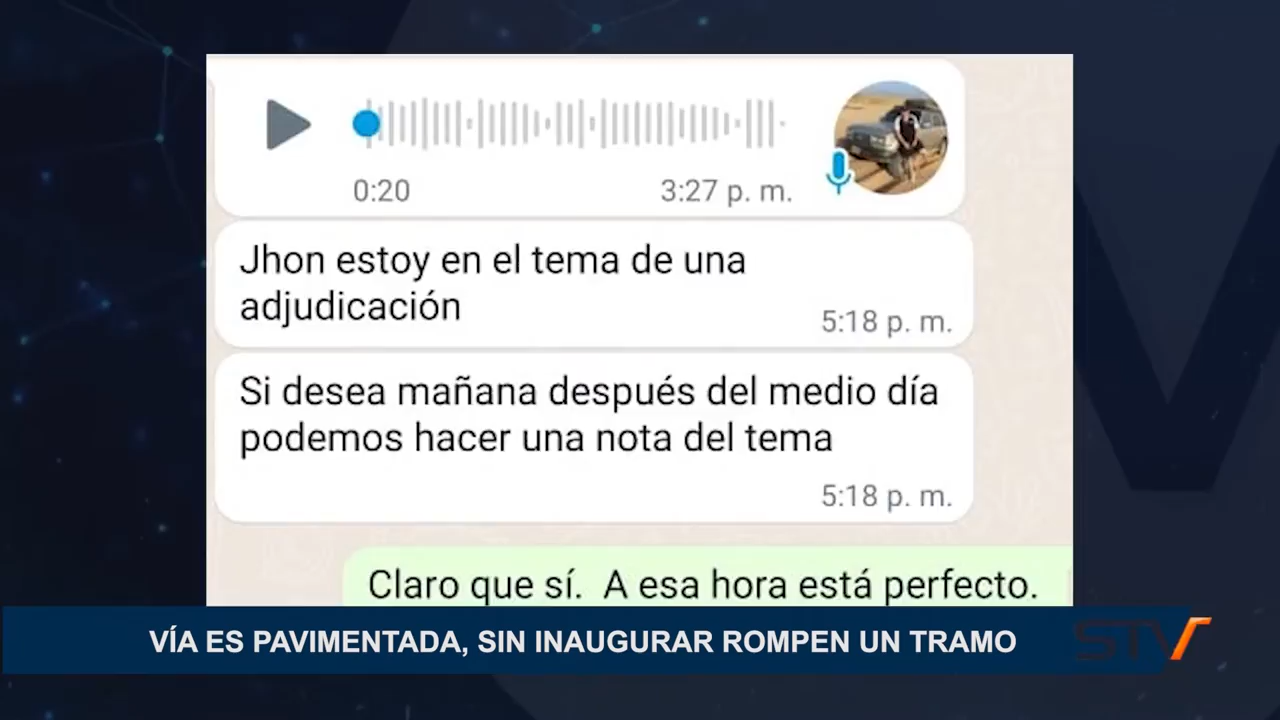 0:20
3:27 p. m.
Jhon estoy en el tema de una
adjudicación
5:18 p. m.
Si desea mañana después del medio día
podemos hacer una nota del tema
5:18 p. m.
Claro que sí. A esa hora está perfecto.
VÍA ES PAVIMENTADA, SIN INAUGURAR ROMPEN UN TRAMO
STV